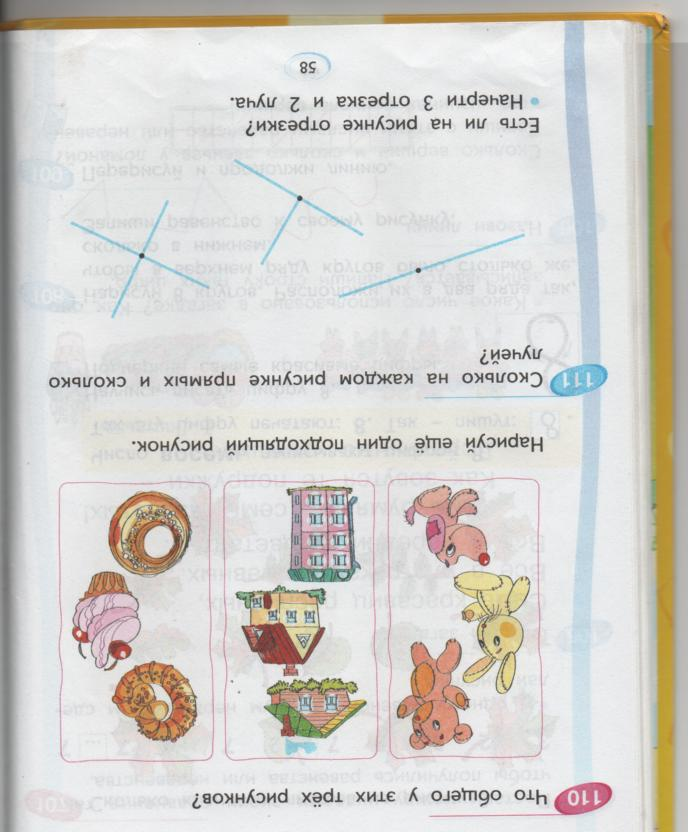 110 Что общего у этих трёх рисунков?
Нарисуй ещё один подходящий рисунок.
111 Сколько на каждом рисунке прямых и сколько
лучей?
Есть ли на рисунке отрезки?
• Начерти 3 отрезка и 2 луча.
58